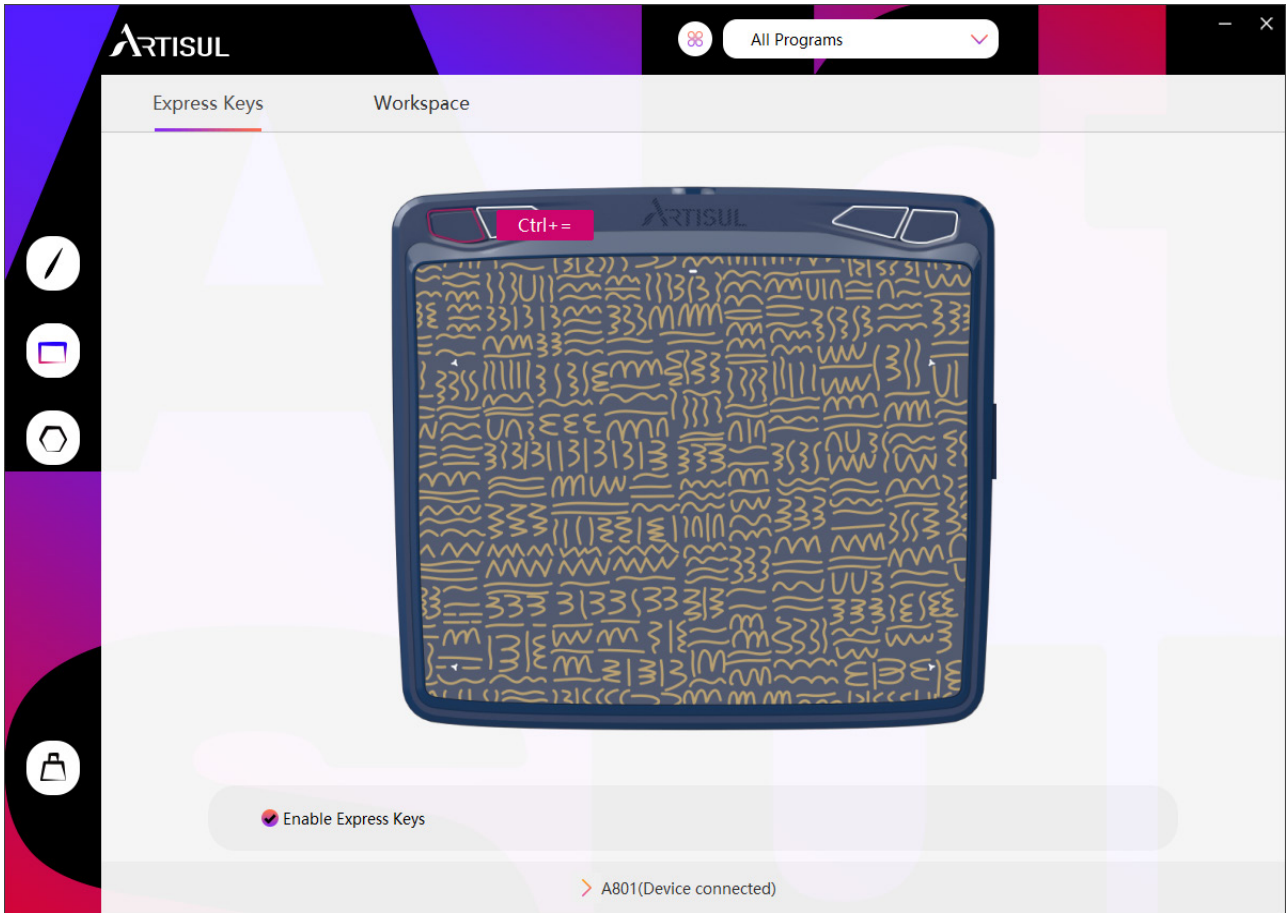 ARTISUL
All Programs
Express Keys
Workspace
Ctrl+=
ARTISUL
Enable Express Keys
A801(Device connected)